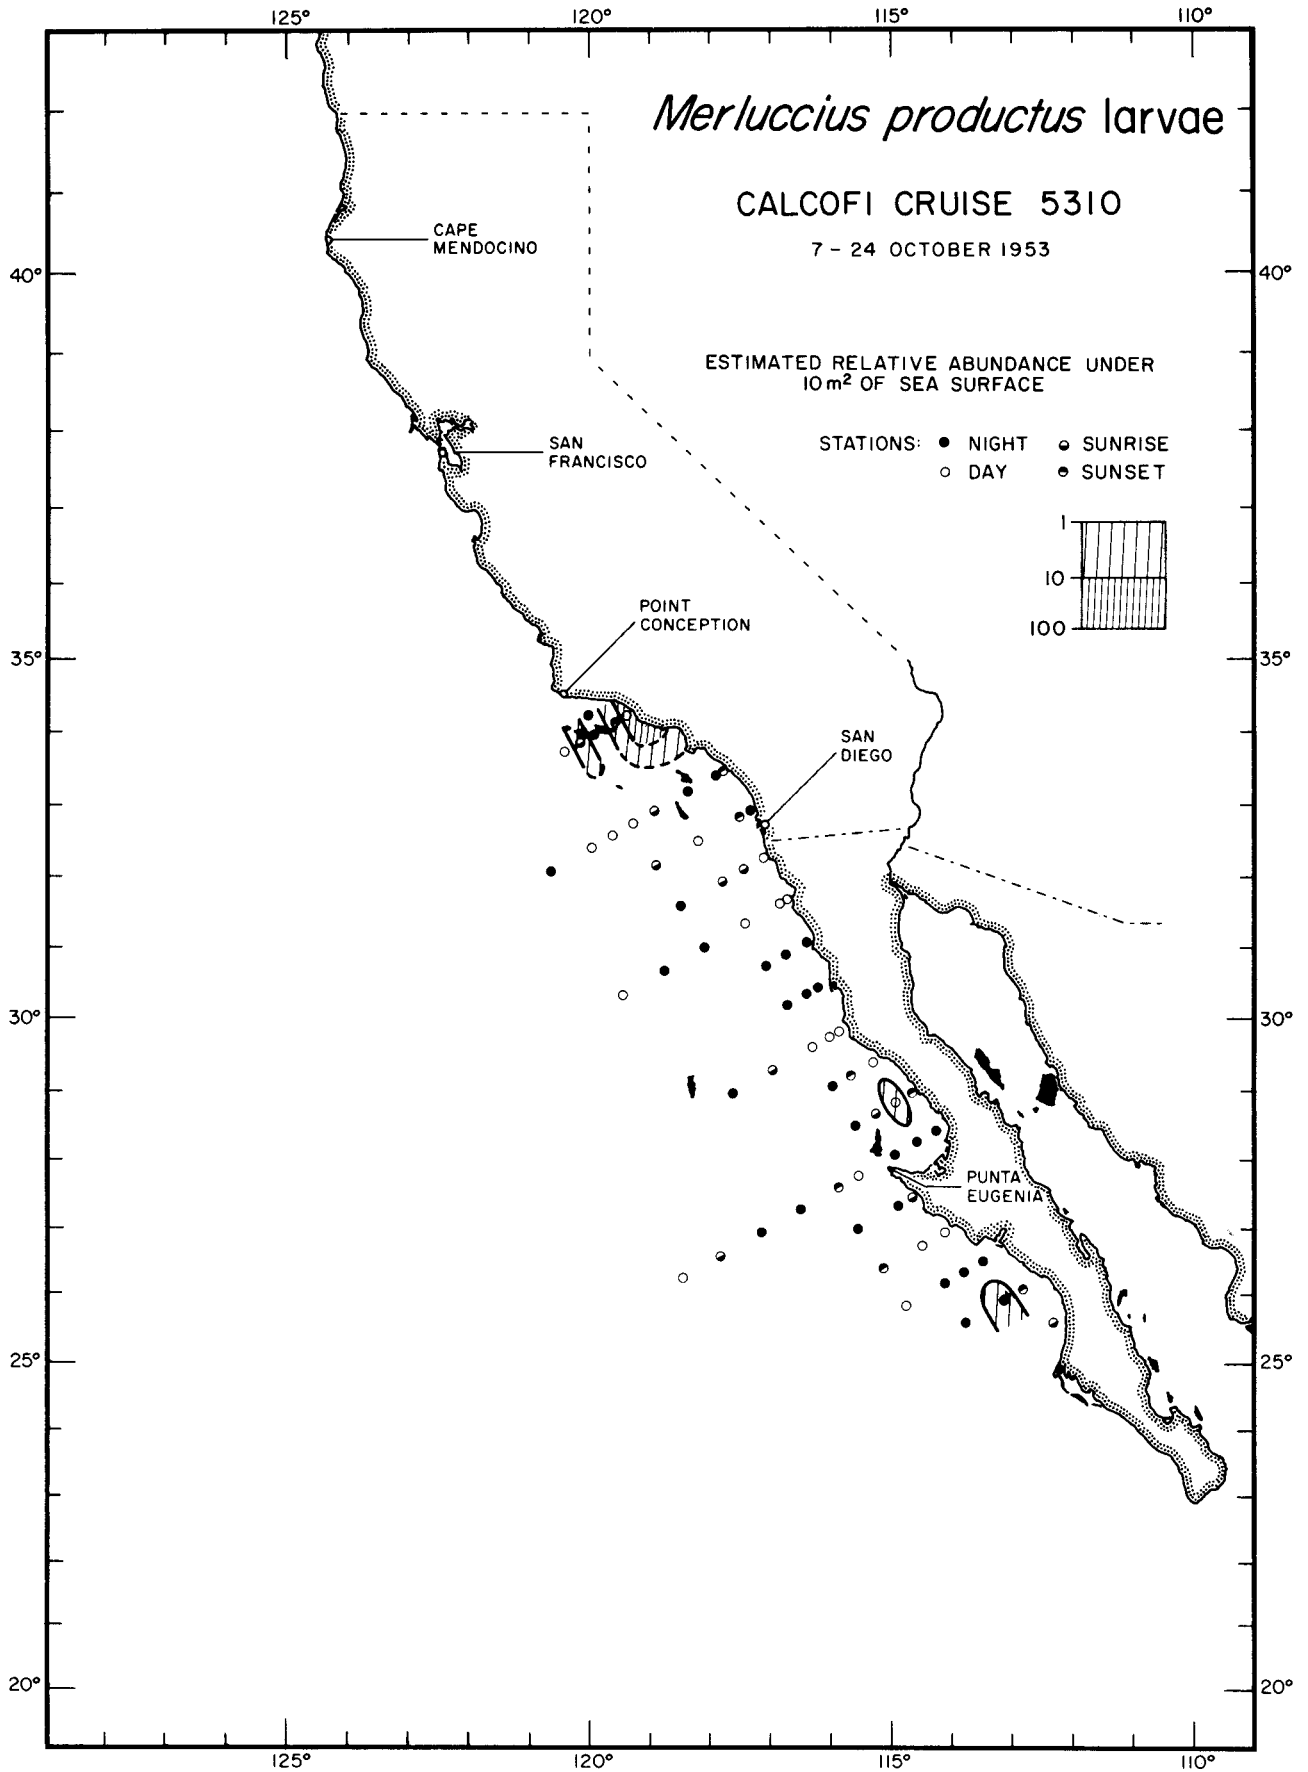 125°
120°
115°
110°
Merluccius productus larvae
CALCOFI CRUISE 5310
7 – 24 OCTOBER 1953
CAPE
MENDOCINO
40°
40°
ESTIMATED RELATIVE ABUNDANCE UNDER
10 m² OF SEA SURFACE
STATIONS: ● NIGHT ◒ SUNRISE
○ DAY ◓ SUNSET
SAN
FRANCISCO
1
10
100
POINT
CONCEPTION
35°
35°
SAN
DIEGO
30°
30°
PUNTA
EUGENIA
25°
25°
20°
20°
125°
120°
115°
110°